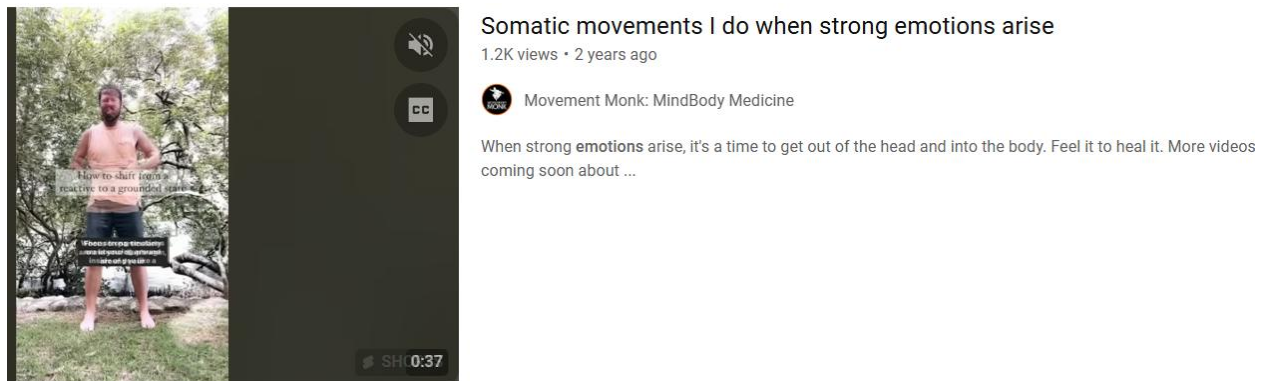 Somatic movements I do when strong emotions arise
1.2K views • 2 years ago
MONK
Movement Monk: MindBody Medicine
When strong emotions arise, it's a time to get out of the head and into the body. Feel it to heal it. More videos
coming soon about ...
CC
How to shift from a
reactive to a grounded state
0:37